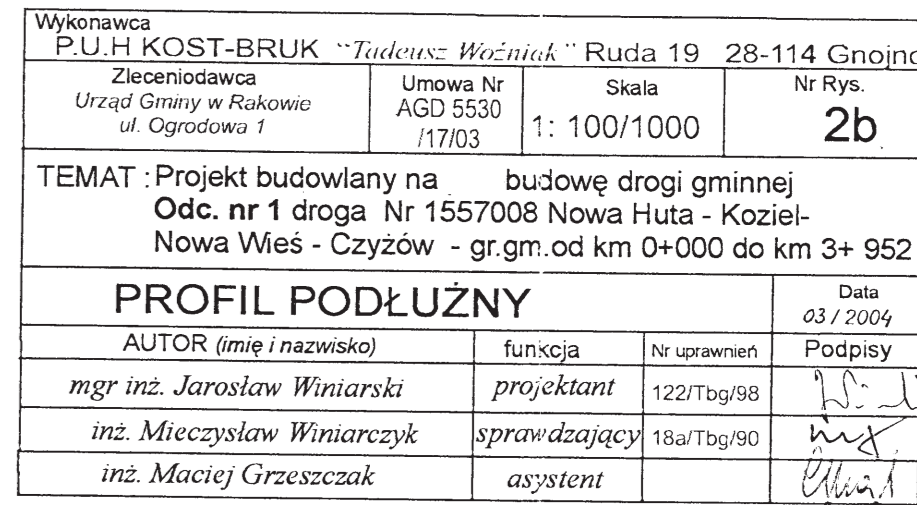 Wykonawca
P.U.H KOST-BRUK "Tadeusz Woźniak" Ruda 19 28-114 Gnojno
Zleceniodawca
Urząd Gminy w Rakowie
ul. Ogrodowa 1
Umowa Nr
AGD 5530
/17/03
Skala
1: 100/1000
Nr Rys.
2b
TEMAT : Projekt budowlany na budowę drogi gminnej
Odc. nr 1 droga Nr 1557008 Nowa Huta - Kozieł-
Nowa Wieś - Czyżów - gr.gm.od km 0+000 do km 3+ 952
PROFIL PODŁUŻNY
Data
03 / 2004
AUTOR (imię i nazwisko) funkcja Nr uprawnień Podpisy
mgr inż. Jarosław Winiarski projektant 122/Tbg/98
inż. Mieczysław Winiarczyk sprawdzający 18a/Tbg/90
inż. Maciej Grzeszczak asystent